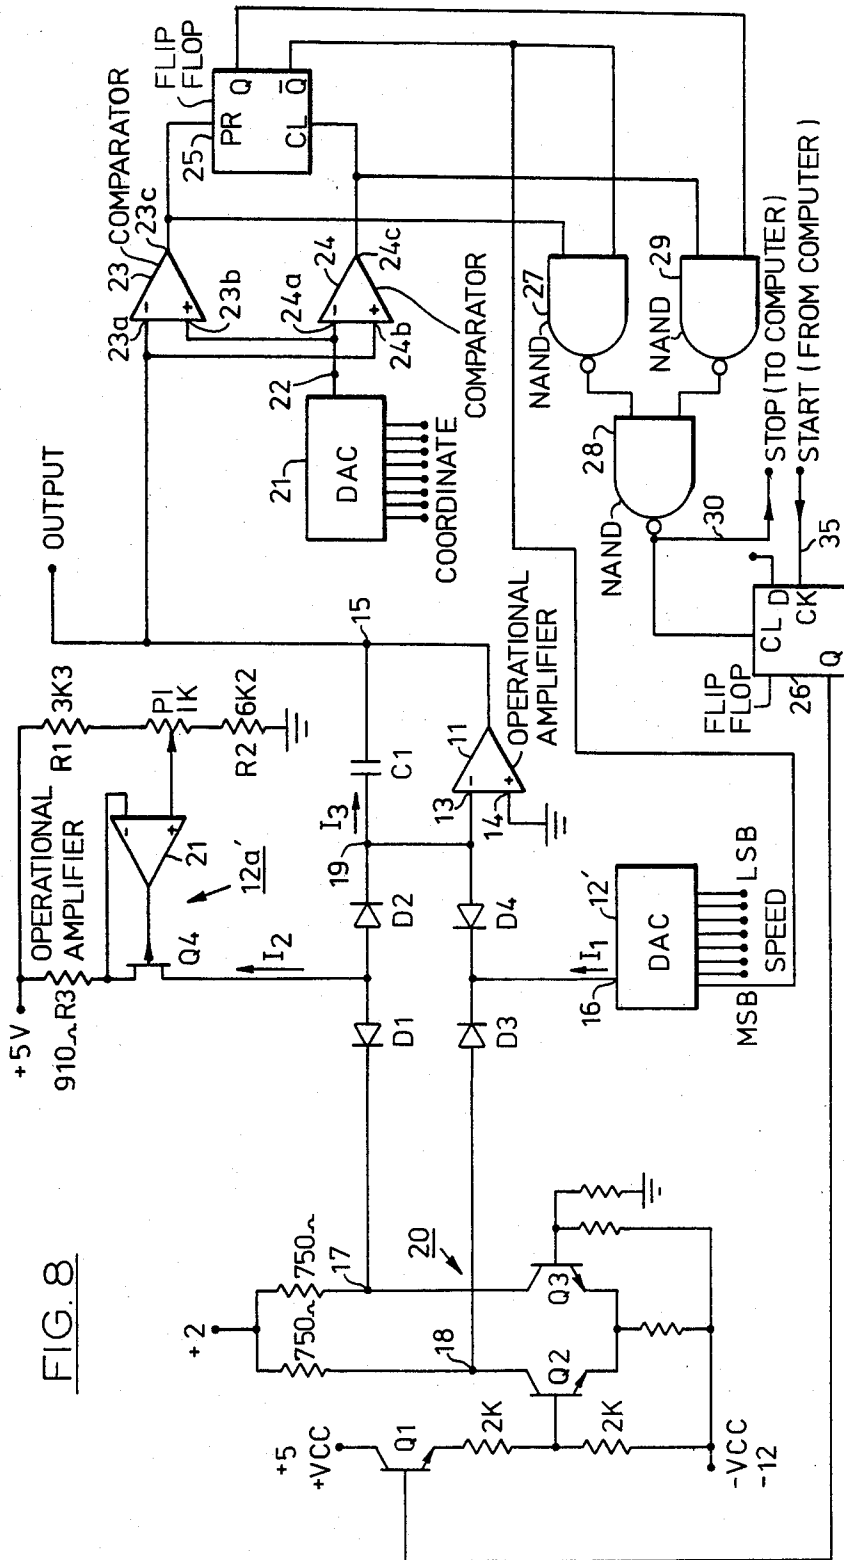 FIG. 8
+2
750Ω
750Ω
17
18
20
+5
+VCC
Q1
2K
2K
Q2
Q3
-VCC
-12
+5V
910Ω R3
OPERATIONAL
AMPLIFIER
-
+
21
12a'
Q4
R1 3K3
P1
1K
R2 6K2
I2
I3
D1
D2
19
C1
15
OUTPUT
D3
D4
13
-
14
+
11
OPERATIONAL
AMPLIFIER
I1
16
12'
DAC
MSB
SPEED
LSB
21
DAC
22
COORDINATE
23a
-
23
COMPARATOR
23c
+
23b
24a
-
24
24c
+
24b
COMPARATOR
FLIP
FLOP
25
PR
Q
Q̅
CL
NAND
27
NAND
29
NAND
28
30
STOP (TO COMPUTER)
START (FROM COMPUTER)
35
FLIP
FLOP
26
CL
D
CK
Q